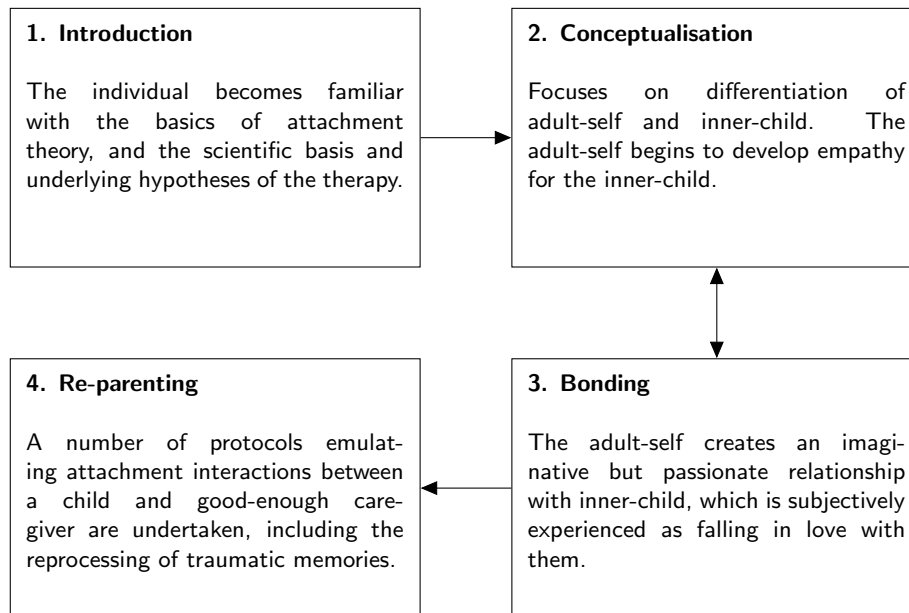 1. Introduction
The individual becomes familiar
with the basics of attachment
theory, and the scientific basis and
underlying hypotheses of the therapy.
2. Conceptualisation
Focuses on differentiation of
adult-self and inner-child. The
adult-self begins to develop empathy
for the inner-child.
3. Bonding
The adult-self creates an imagi-
native but passionate relationship
with inner-child, which is subjectively
experienced as falling in love with
them.
4. Re-parenting
A number of protocols emulat-
ing attachment interactions between
a child and good-enough care-
giver are undertaken, including the
reprocessing of traumatic memories.